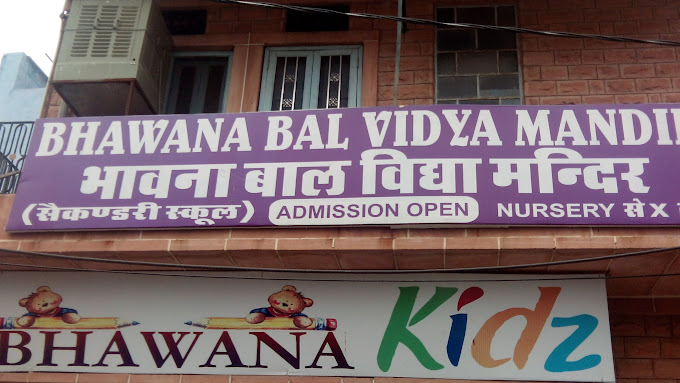 BHAWANA BAL VIDYA MANDI
भावना बाल विद्या मन्दिर
(सैकण्डरी स्कूल) ADMISSION OPEN NURSERY से X
BHAWANA Kidz